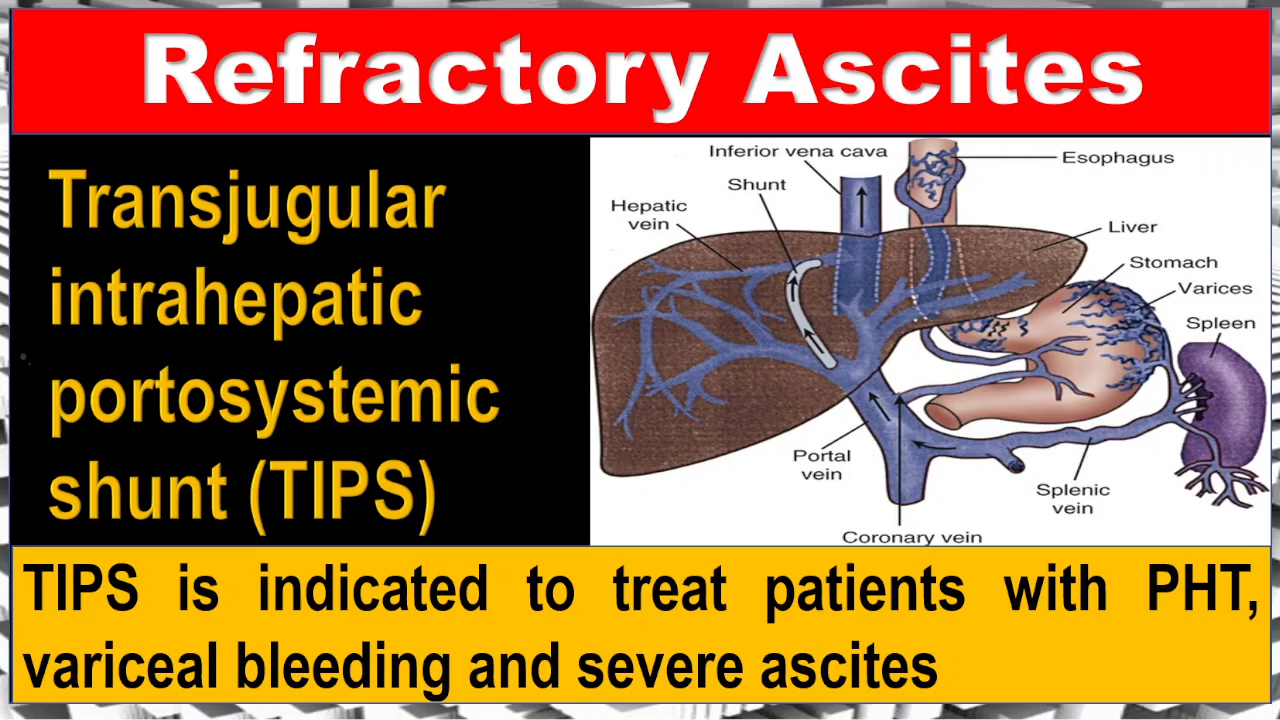 Refractory Ascites
Transjugular
intrahepatic
portosystemic
shunt (TIPS)
Inferior vena cava
Esophagus
Shunt
Hepatic
vein
Liver
Stomach
Varices
Spleen
Portal
vein
Splenic
vein
Coronary vein
TIPS is indicated to treat patients with PHT,
variceal bleeding and severe ascites